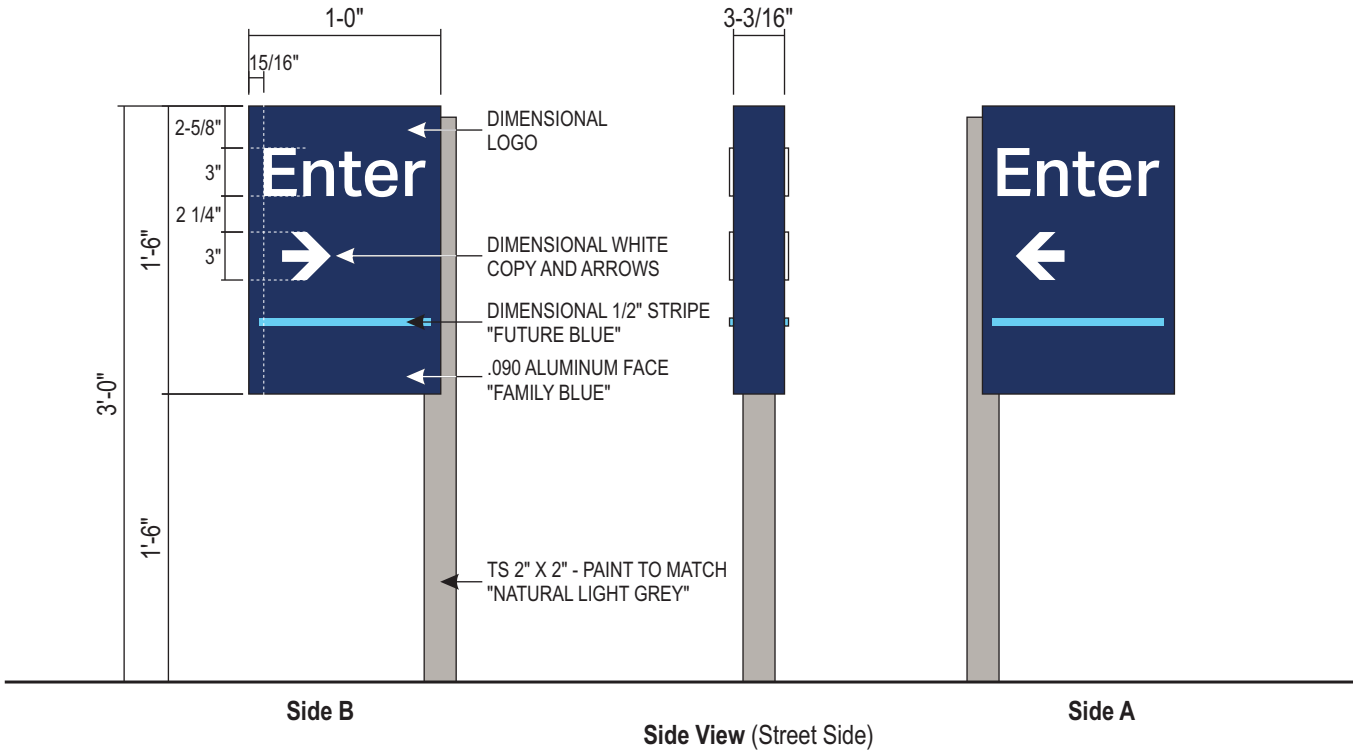 1-0"
3-3/16"
15/16"
2-5/8"
3"
2 1/4"
3"
1'-6"
3'-0"
1'-6"
Enter
DIMENSIONAL
LOGO
DIMENSIONAL WHITE
COPY AND ARROWS
DIMENSIONAL 1/2" STRIPE
"FUTURE BLUE"
.090 ALUMINUM FACE
"FAMILY BLUE"
TS 2" X 2" - PAINT TO MATCH
"NATURAL LIGHT GREY"
Enter
Side B
Side View (Street Side)
Side A